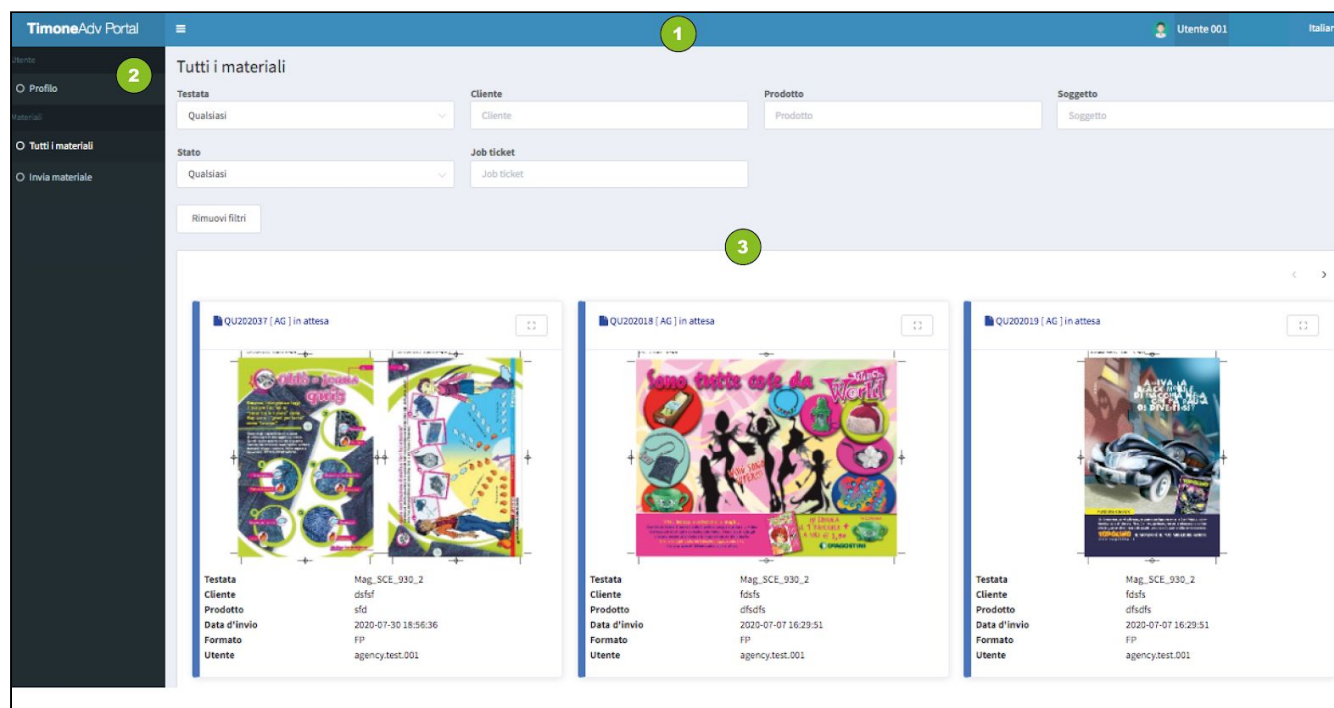 TimoneAdv Portal
1
Utente 001
Italian
Utente
2
Profilo
Materiali
Tutti i materiali
Invia materiale
Tutti i materiali
Testata Cliente Prodotto Soggetto
Qualsiasi Cliente Prodotto Soggetto
Stato Job ticket
Qualsiasi Job ticket
Rimuovi filtri
3
QU202037 [ AG ] in attesa
quiz
Testata Mag_SCE_930_2
Cliente dsfsf
Prodotto sfd
Data d'invio 2020-07-30 18:56:36
Formato FP
Utente agency.test.001
QU202018 [ AG ] in attesa
Sono tutte cose da
World
DeAGOSTINI
Testata Mag_SCE_930_2
Cliente fdsfs
Prodotto dfsdfs
Data d'invio 2020-07-07 16:29:51
Formato FP
Utente agency.test.001
QU202019 [ AG ] in attesa
TOPOLINO
Testata Mag_SCE_930_2
Cliente fdsfs
Prodotto dfsdfs
Data d'invio 2020-07-07 16:29:51
Formato FP
Utente agency.test.001